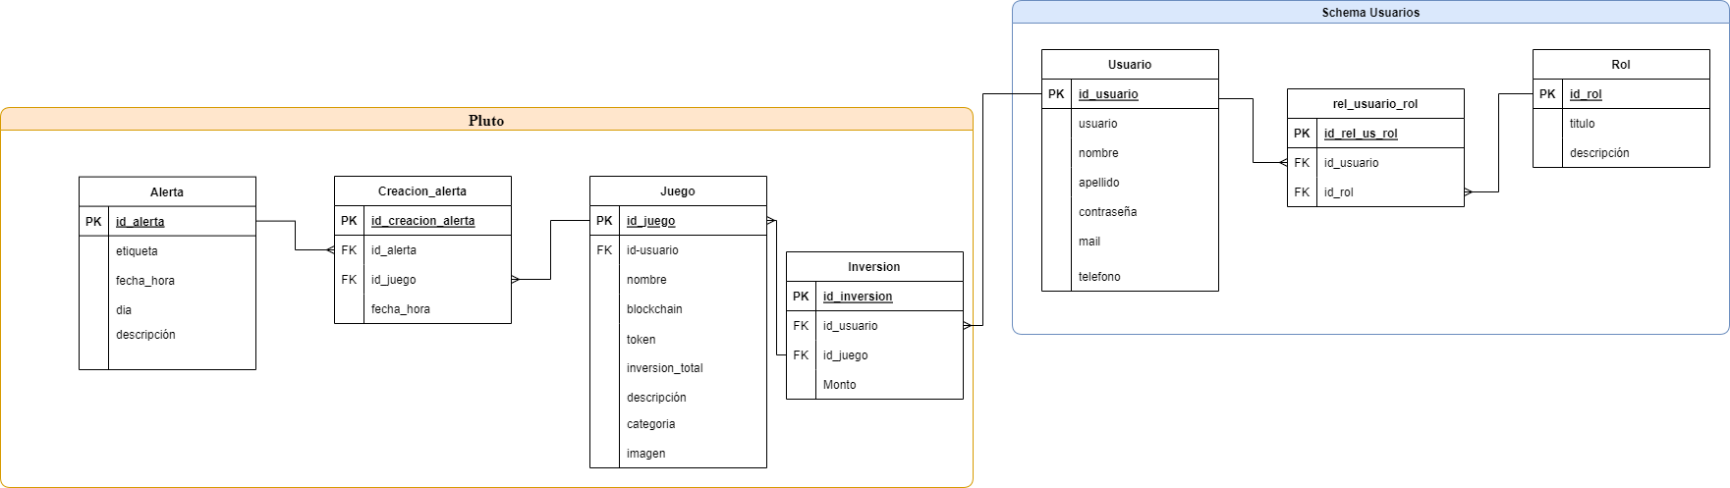 Schema Usuarios
Usuario
PK id_usuario
usuario
nombre
apellido
contraseña
mail
telefono
rel_usuario_rol
PK id_rel_us_rol
FK id_usuario
FK id_rol
Rol
PK id_rol
titulo
descripción
Pluto
Alerta
PK id_alerta
etiqueta
fecha_hora
dia
descripción
Creacion_alerta
PK id_creacion_alerta
FK id_alerta
FK id_juego
fecha_hora
Juego
PK id_juego
FK id-usuario
nombre
blockchain
token
inversion_total
descripción
categoria
imagen
Inversion
PK id_inversion
FK id_usuario
FK id_juego
Monto